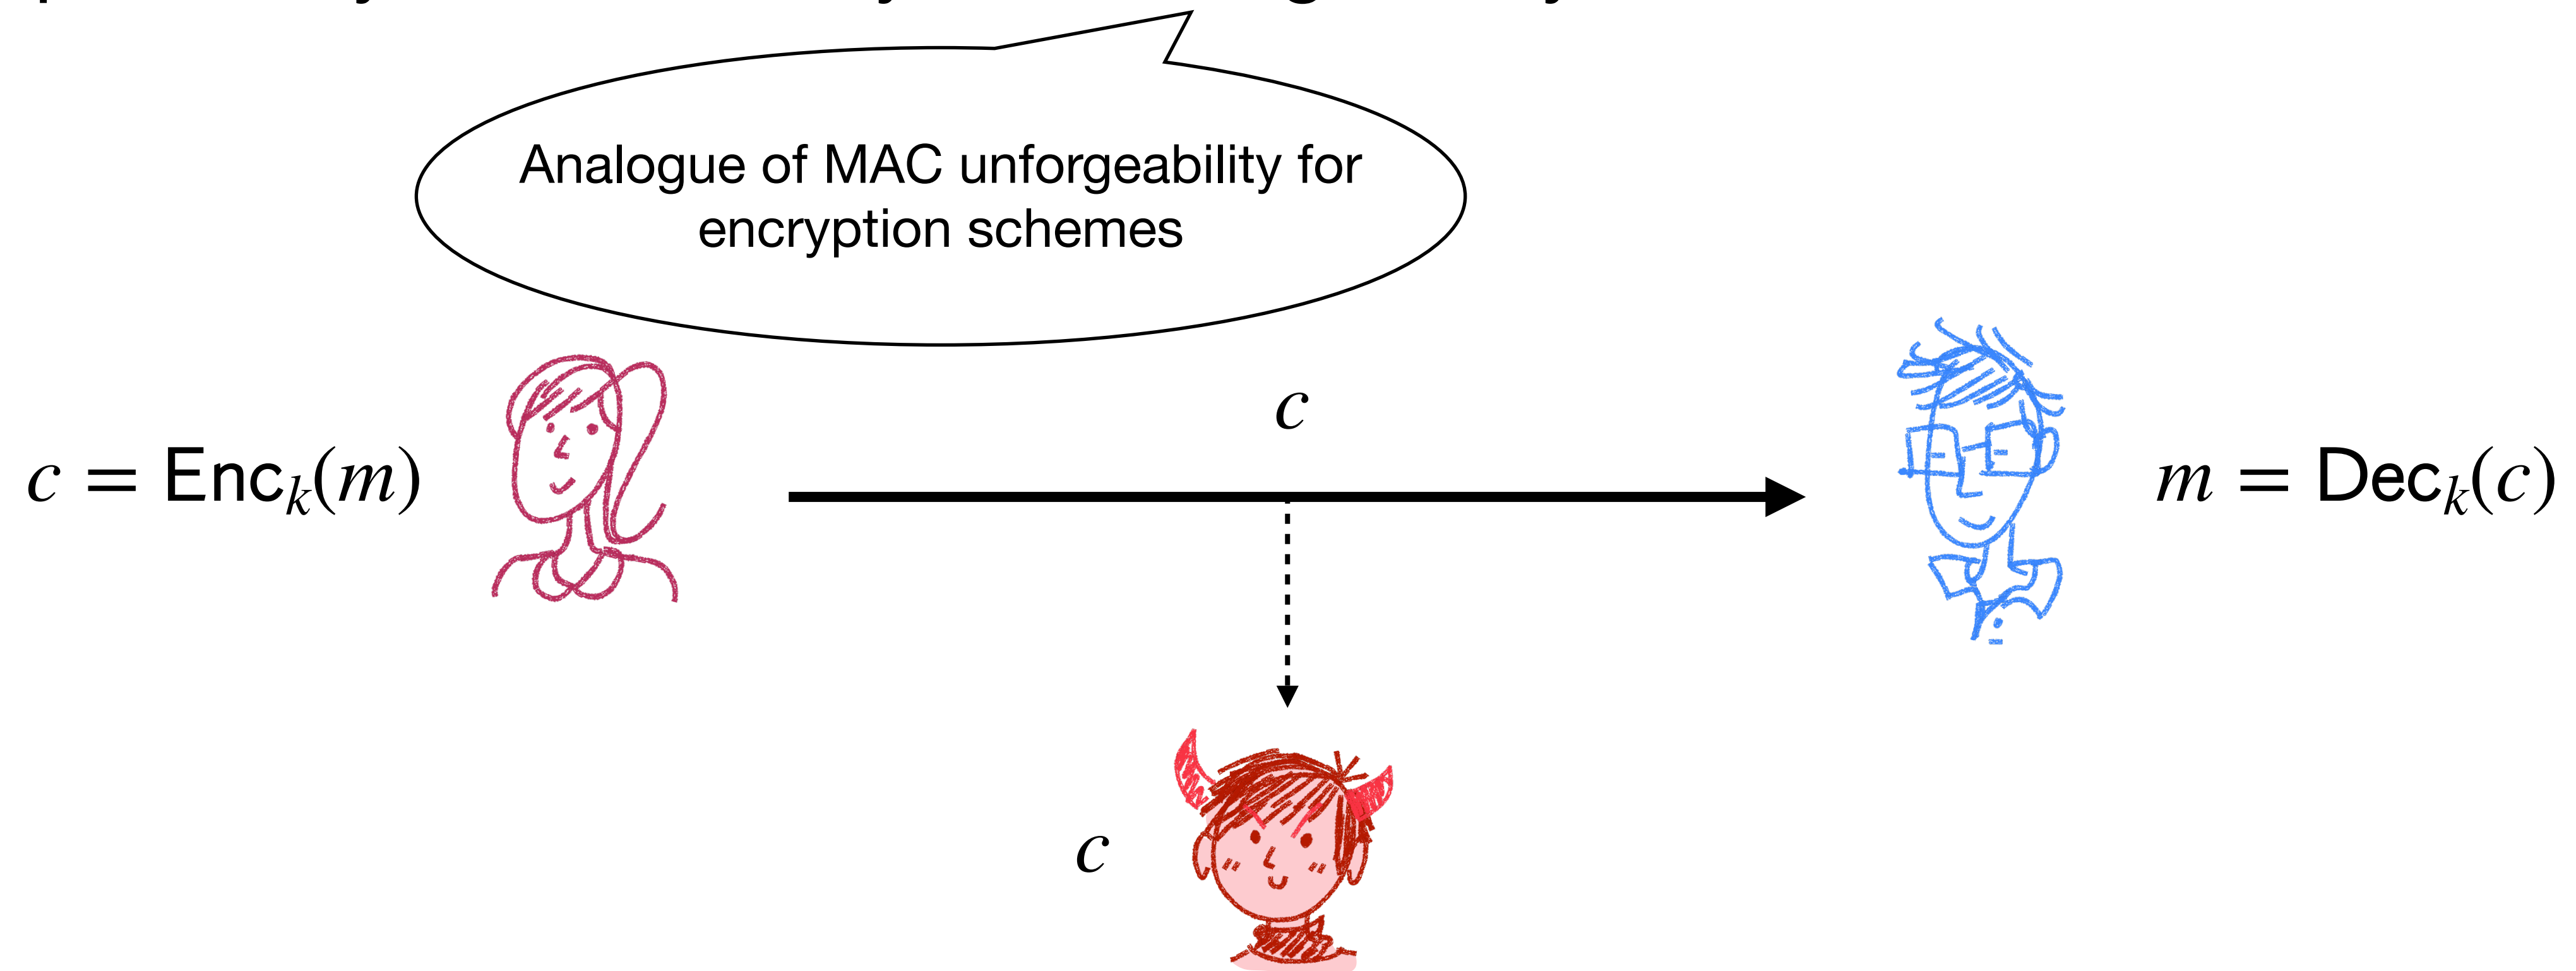 Analogue of MAC unforgeability for
encryption schemes
c
c = Enc_k(m)
m = Dec_k(c)
c